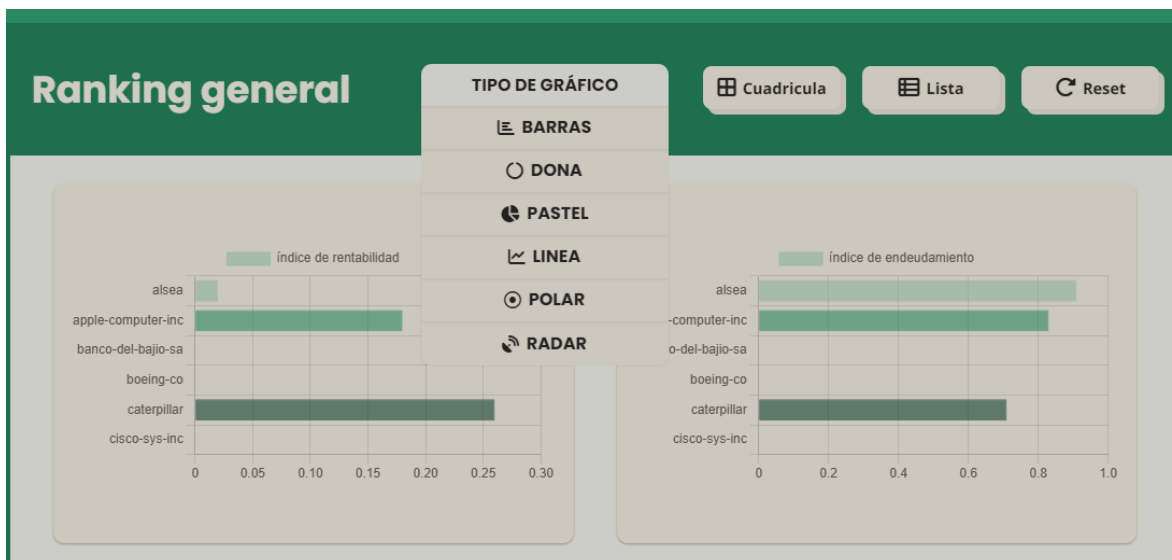 Ranking general
TIPO DE GRÁFICO
BARRAS
DONA
PASTEL
LINEA
POLAR
RADAR
Cuadricula
Lista
Reset
índice de rentabilidad
alsea
apple-computer-inc
banco-del-bajio-sa
boeing-co
caterpillar
cisco-sys-inc
0 0.05 0.10 0.15 0.20 0.25 0.30
índice de endeudamiento
alsea
-computer-inc
o-del-bajio-sa
boeing-co
caterpillar
cisco-sys-inc
0 0.2 0.4 0.6 0.8 1.0